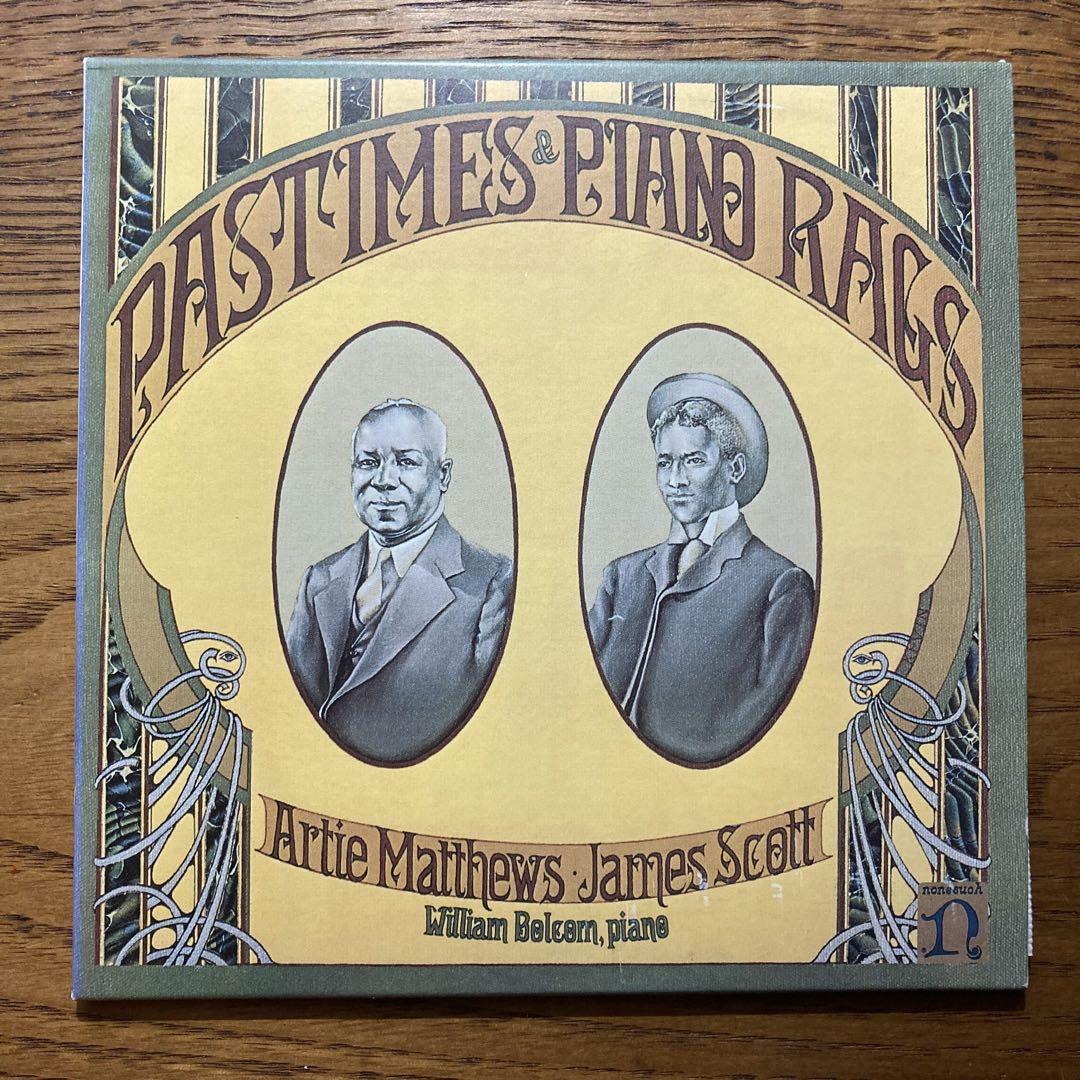 PASTIMES & PIANO RAGS
Artie Matthews · James Scott
William Bolcom, piano
nonesuch
n